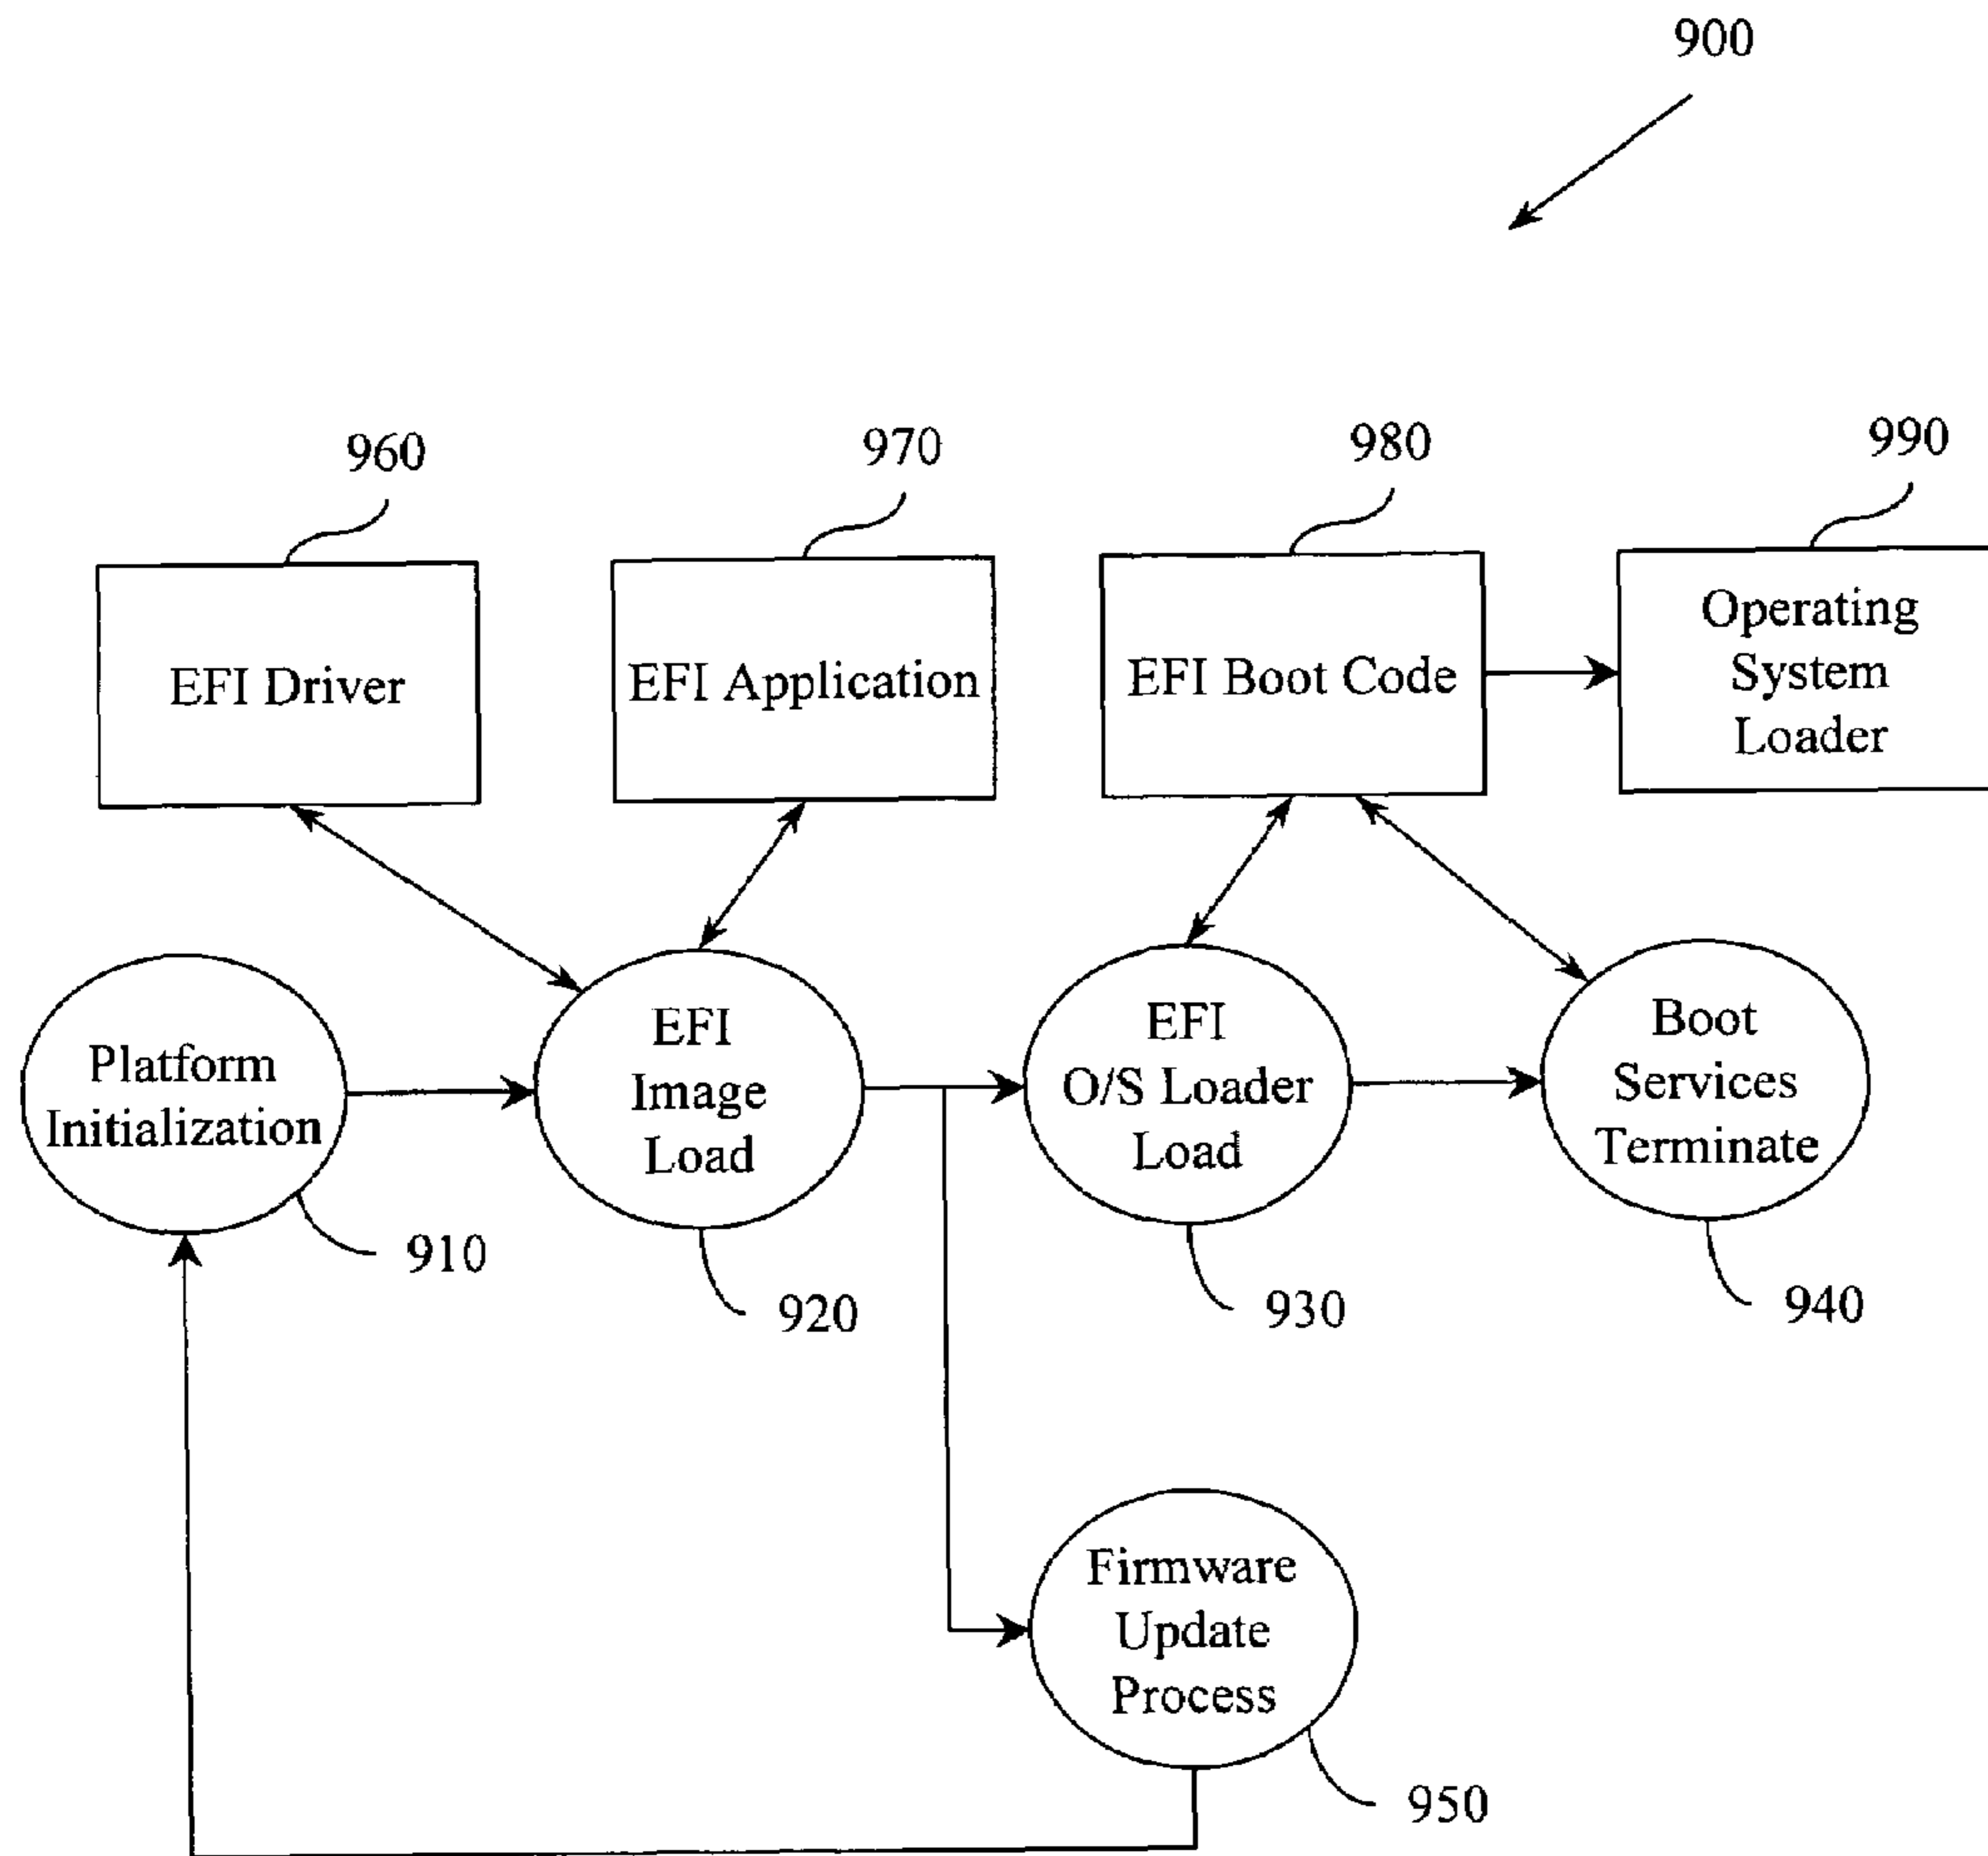 900
960
970
980
990
EFI Driver
EFI Application
EFI Boot Code
Operating
System
Loader
Platform
Initialization
EFI
Image
Load
EFI
O/S Loader
Load
Boot
Services
Terminate
910
920
930
940
Firmware
Update
Process
950